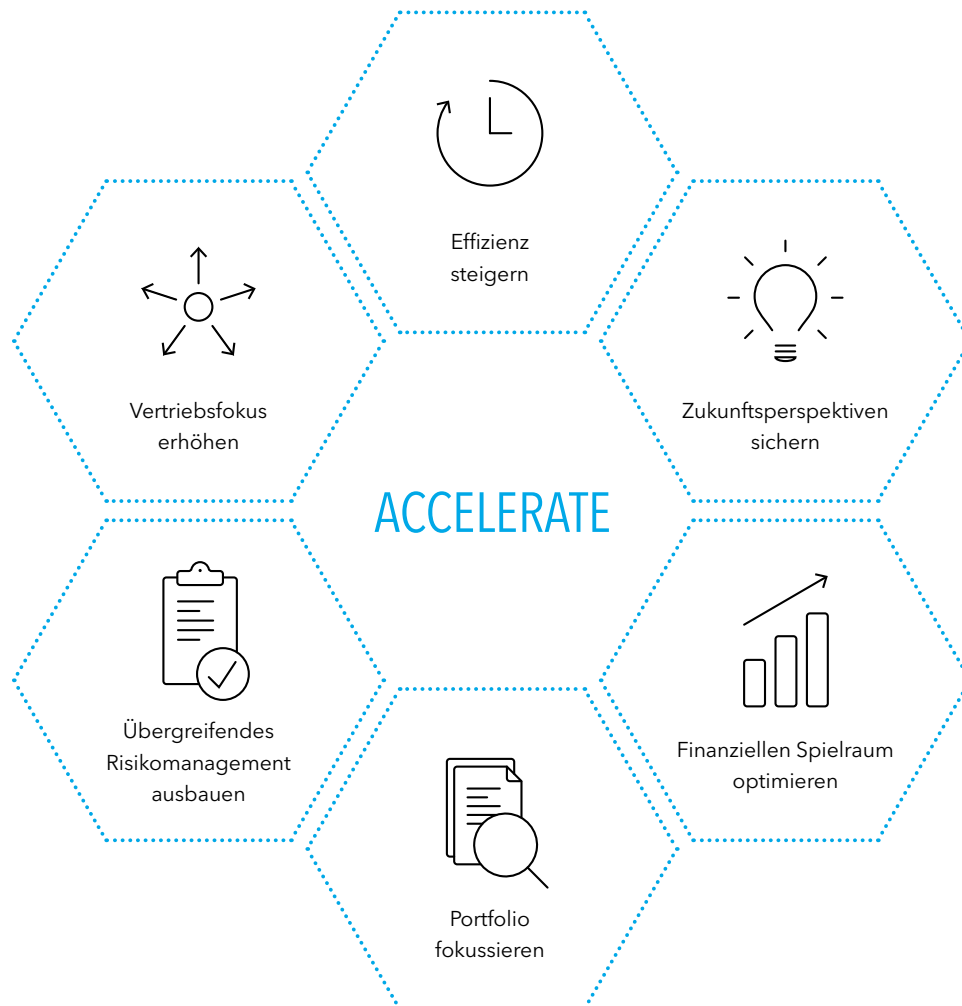 Effizienz
steigern
Vertriebsfokus
erhöhen
Zukunftsperspektiven
sichern
ACCELERATE
Übergreifendes
Risikomanagement
ausbauen
Finanziellen Spielraum
optimieren
Portfolio
fokussieren